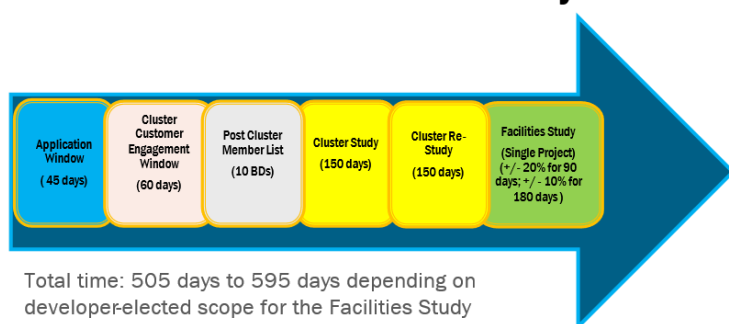 Application
Window
( 45 days)
Cluster
Customer
Engagement
Window
(60 days)
Post Cluster
Member List
(10 BDs)
Cluster Study
(150 days)
Cluster Re-
Study
(150 days)
Facilities Study
(Single Project)
(+/- 20% for 90
days; +/- 10% for
180 days )
Total time: 505 days to 595 days depending on
developer-elected scope for the Facilities Study